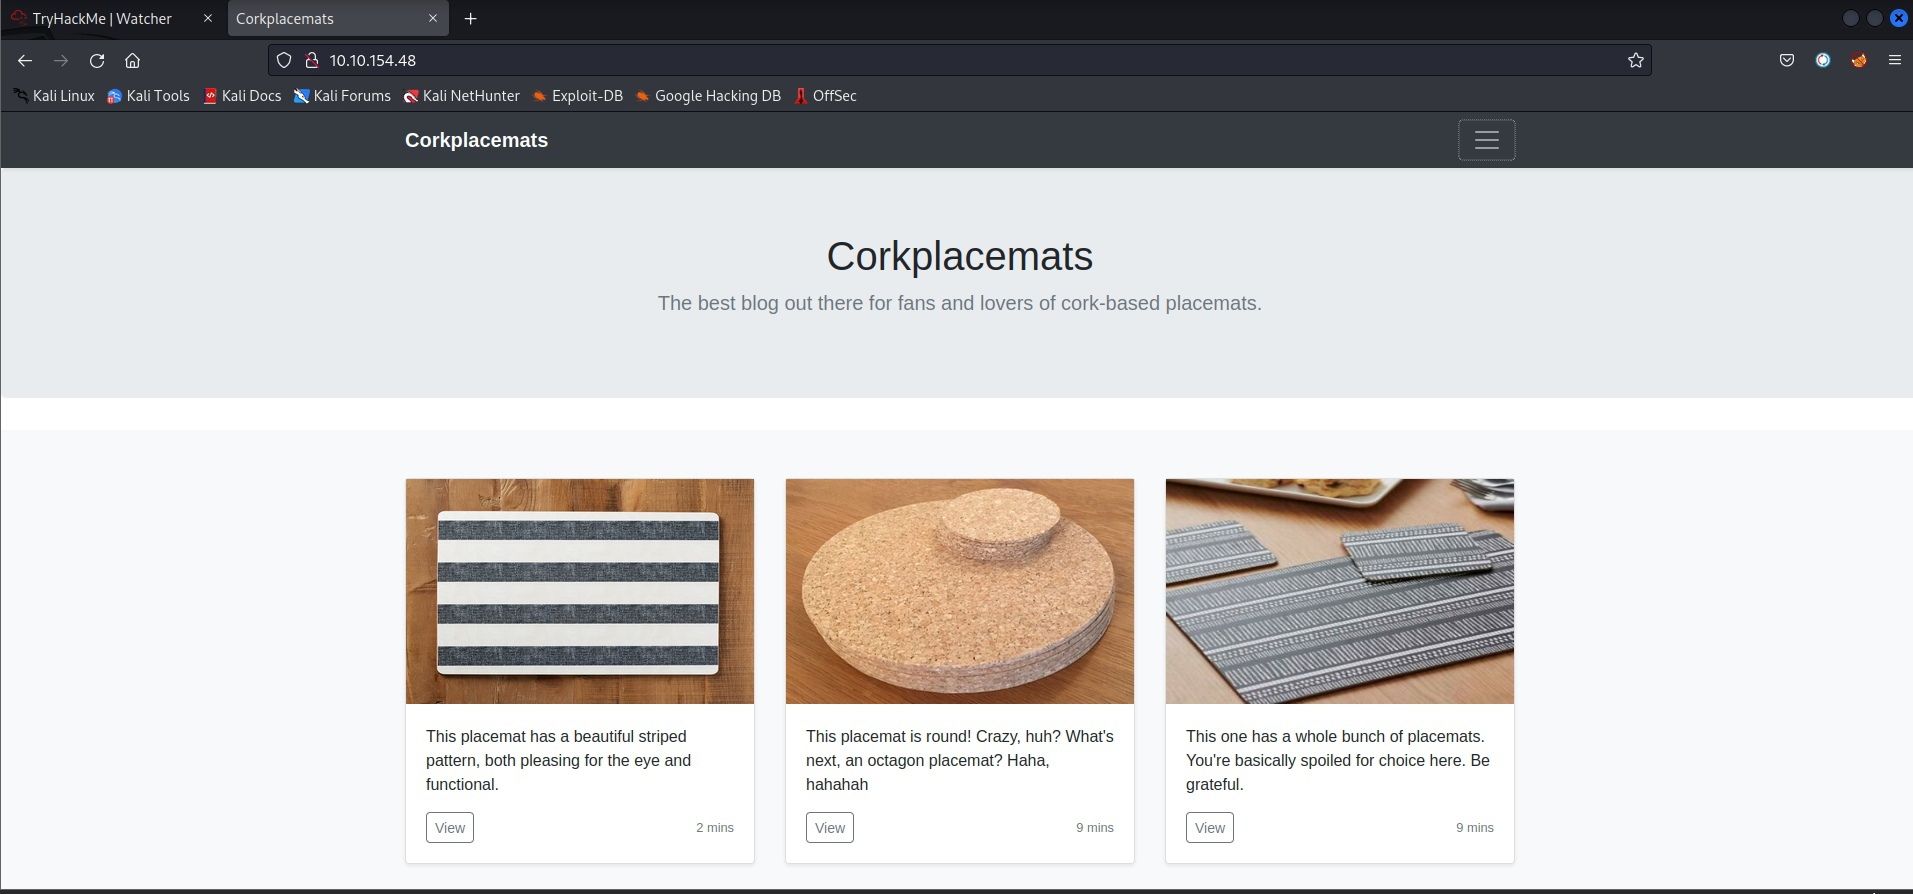 TryHackMe | Watcher
Corkplacemats
10.10.154.48
Kali Linux Kali Tools Kali Docs Kali Forums Kali NetHunter Exploit-DB Google Hacking DB OffSec
Corkplacemats
Corkplacemats
The best blog out there for fans and lovers of cork-based placemats.
This placemat has a beautiful striped
pattern, both pleasing for the eye and
functional.
View 2 mins
This placemat is round! Crazy, huh? What's
next, an octagon placemat? Haha,
hahahah
View 9 mins
This one has a whole bunch of placemats.
You're basically spoiled for choice here. Be
grateful.
View 9 mins